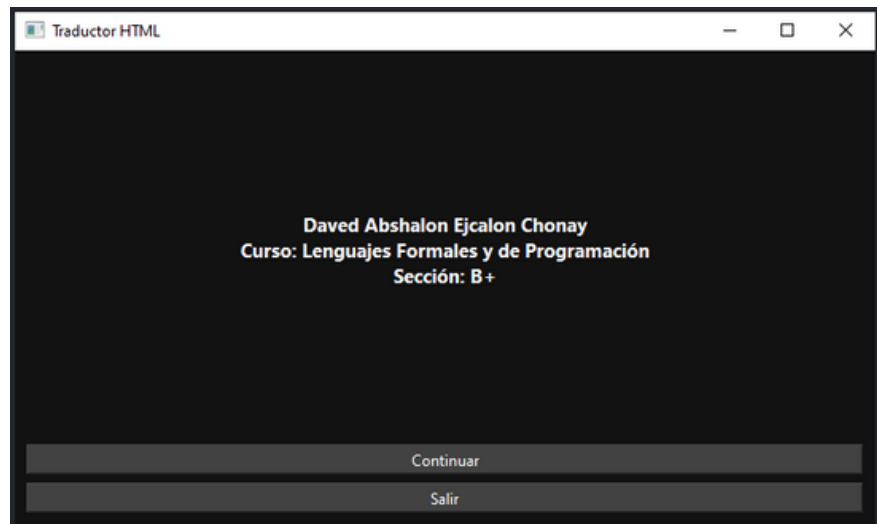 Traductor HTML
Daved Abshalon Ejcalon Chonay
Curso: Lenguajes Formales y de Programación
Sección: B+
Continuar
Salir